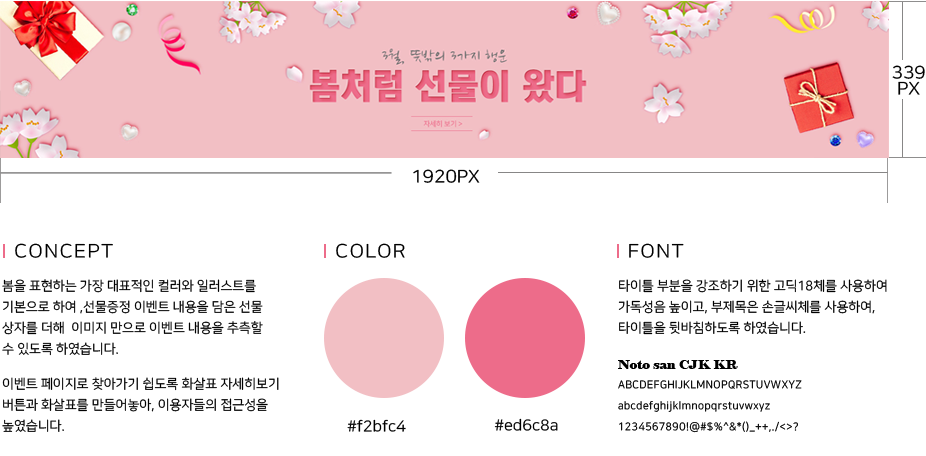 3월, 뜻밖의 3가지 행운
봄처럼 선물이 왔다
자세히 보기 >
339
PX
1920PX
CONCEPT
봄을 표현하는 가장 대표적인 컬러와 일러스트를
기본으로 하여 ,선물증정 이벤트 내용을 담은 선물
상자를 더해 이미지 만으로 이벤트 내용을 추측할
수 있도록 하였습니다.
이벤트 페이지로 찾아가기 쉽도록 화살표 자세히보기
버튼과 화살표를 만들어놓아, 이용자들의 접근성을
높였습니다.
COLOR
#f2bfc4
#ed6c8a
FONT
타이틀 부분을 강조하기 위한 고딕18체를 사용하여
가독성을 높이고, 부제목은 손글씨체를 사용하여,
타이틀을 뒷바침하도록 하였습니다.
Noto san CJK KR
ABCDEFGHIJKLMNOPQRSTUVWXYZ
abcdefghijklmnopqrstuvwxyz
1234567890!@#$%^&*()_++,./<>?